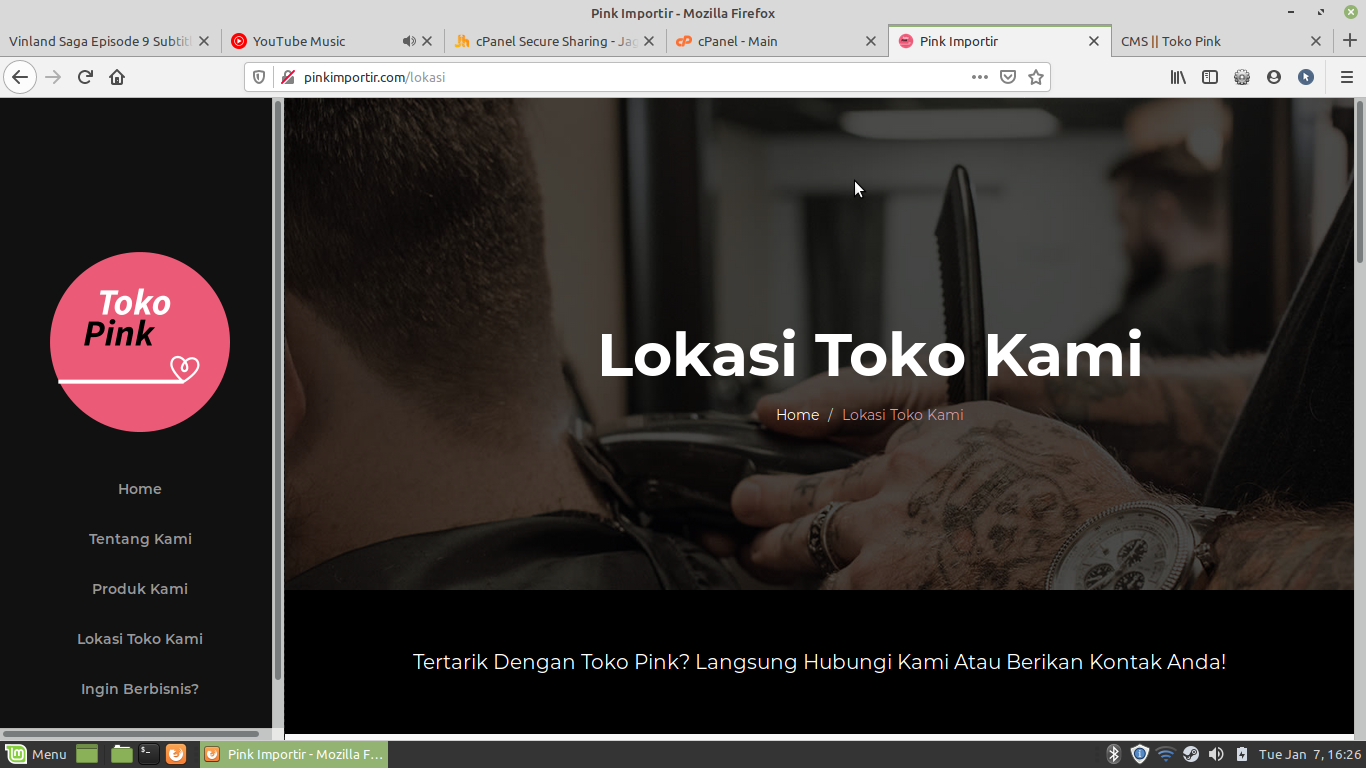 Pink Importir - Mozilla Firefox
Vinland Saga Episode 9 Subtit
YouTube Music
cPanel Secure Sharing - Jag
cPanel - Main
Pink Importir
CMS || Toko Pink
pinkimportir.com/lokasi
Toko
Pink
Home
Tentang Kami
Produk Kami
Lokasi Toko Kami
Ingin Berbisnis?
Lokasi Toko Kami
Home / Lokasi Toko Kami
Tertarik Dengan Toko Pink? Langsung Hubungi Kami Atau Berikan Kontak Anda!
Menu
Pink Importir - Mozilla F...
Tue Jan 7, 16:26